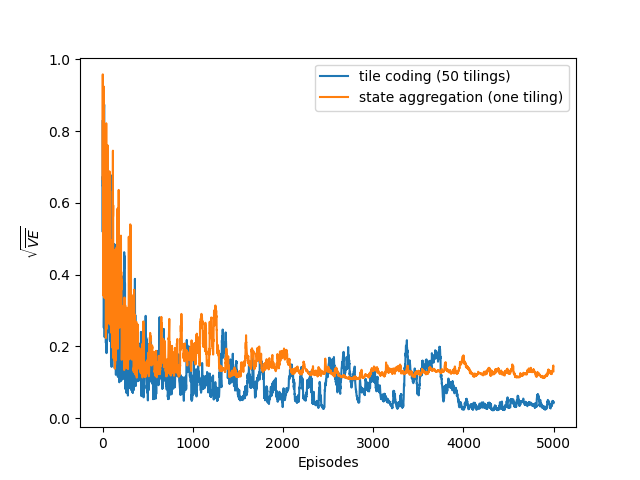 1.0
0.8
0.6
0.4
0.2
0.0
√VE
0 1000 2000 3000 4000 5000
Episodes
tile coding (50 tilings)
state aggregation (one tiling)